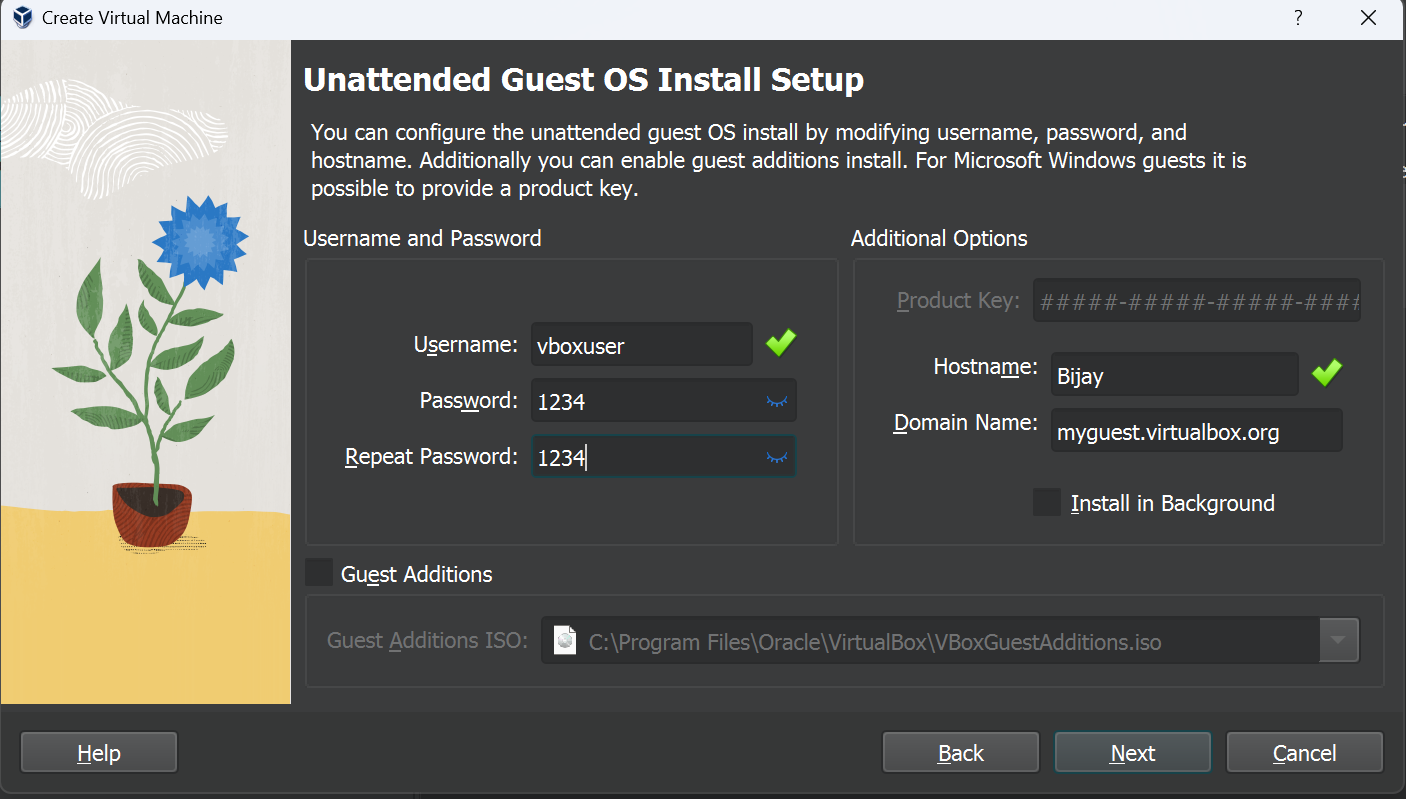 Create Virtual Machine
?
Unattended Guest OS Install Setup
You can configure the unattended guest OS install by modifying username, password, and
hostname. Additionally you can enable guest additions install. For Microsoft Windows guests it is
possible to provide a product key.
Username and Password
Username: vboxuser
Password: 1234
Repeat Password: 1234
Additional Options
Product Key: #####-#####-#####-####
Hostname: Bijay
Domain Name: myguest.virtualbox.org
Install in Background
Guest Additions
Guest Additions ISO: C:\Program Files\Oracle\VirtualBox\VBoxGuestAdditions.iso
Help Back Next Cancel